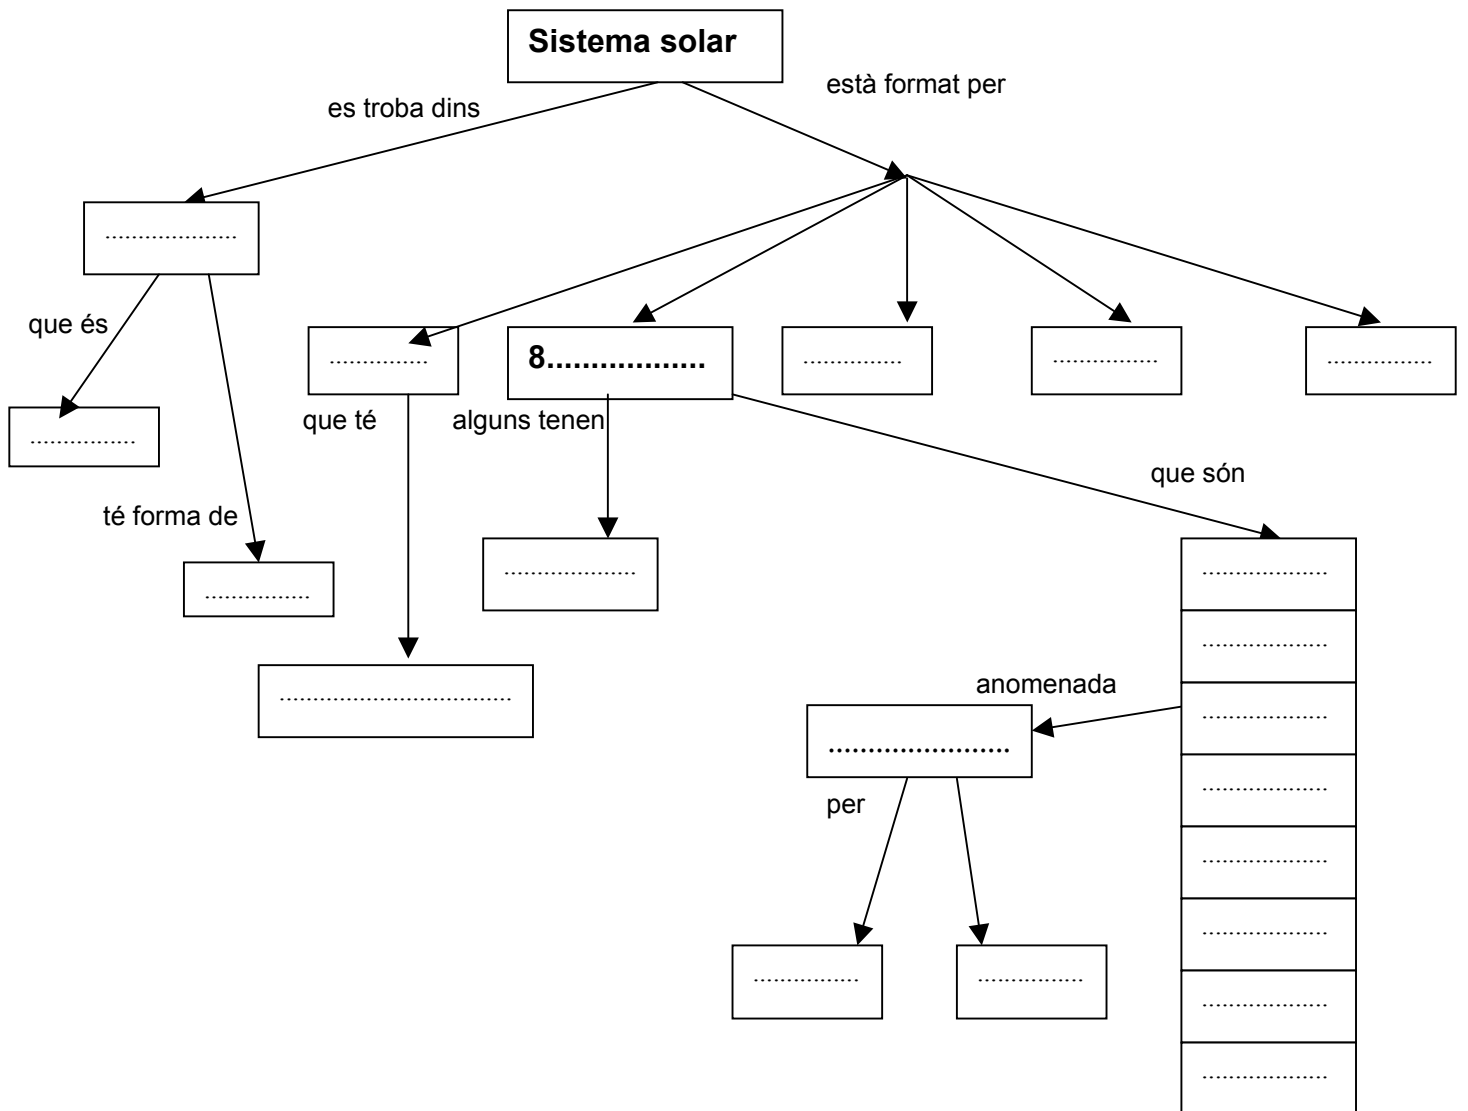 Sistema solar
està format per
es troba dins
...................
que és
..............
8..................
...............
................
................
que té
alguns tenen
................
que són
té forma de
...................
...................
................
...................
anomenada
...................
..................................
.......................
...................
per
...................
...................
................
................
...................
...................